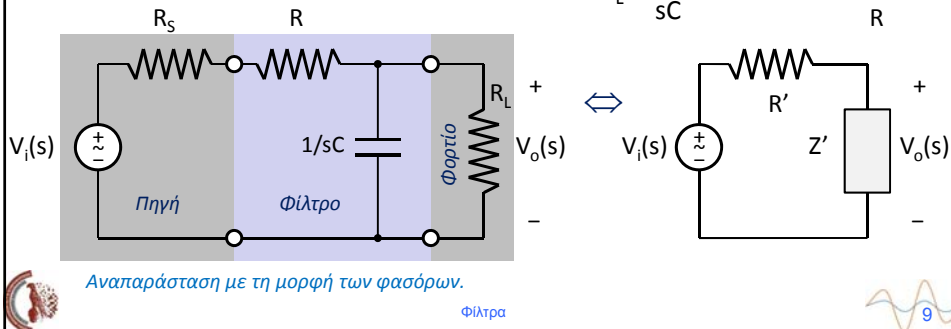 L
sC
R
R_S
R
R_L
+
⇔
R'
+
V_i(s)
+
~
−
1/sC
Φορτίο
V_o(s)
V_i(s)
+
~
−
Z'
V_o(s)
Πηγή
Φίλτρο
−
−
Αναπαράσταση με τη μορφή των φασόρων.
Φίλτρα
9